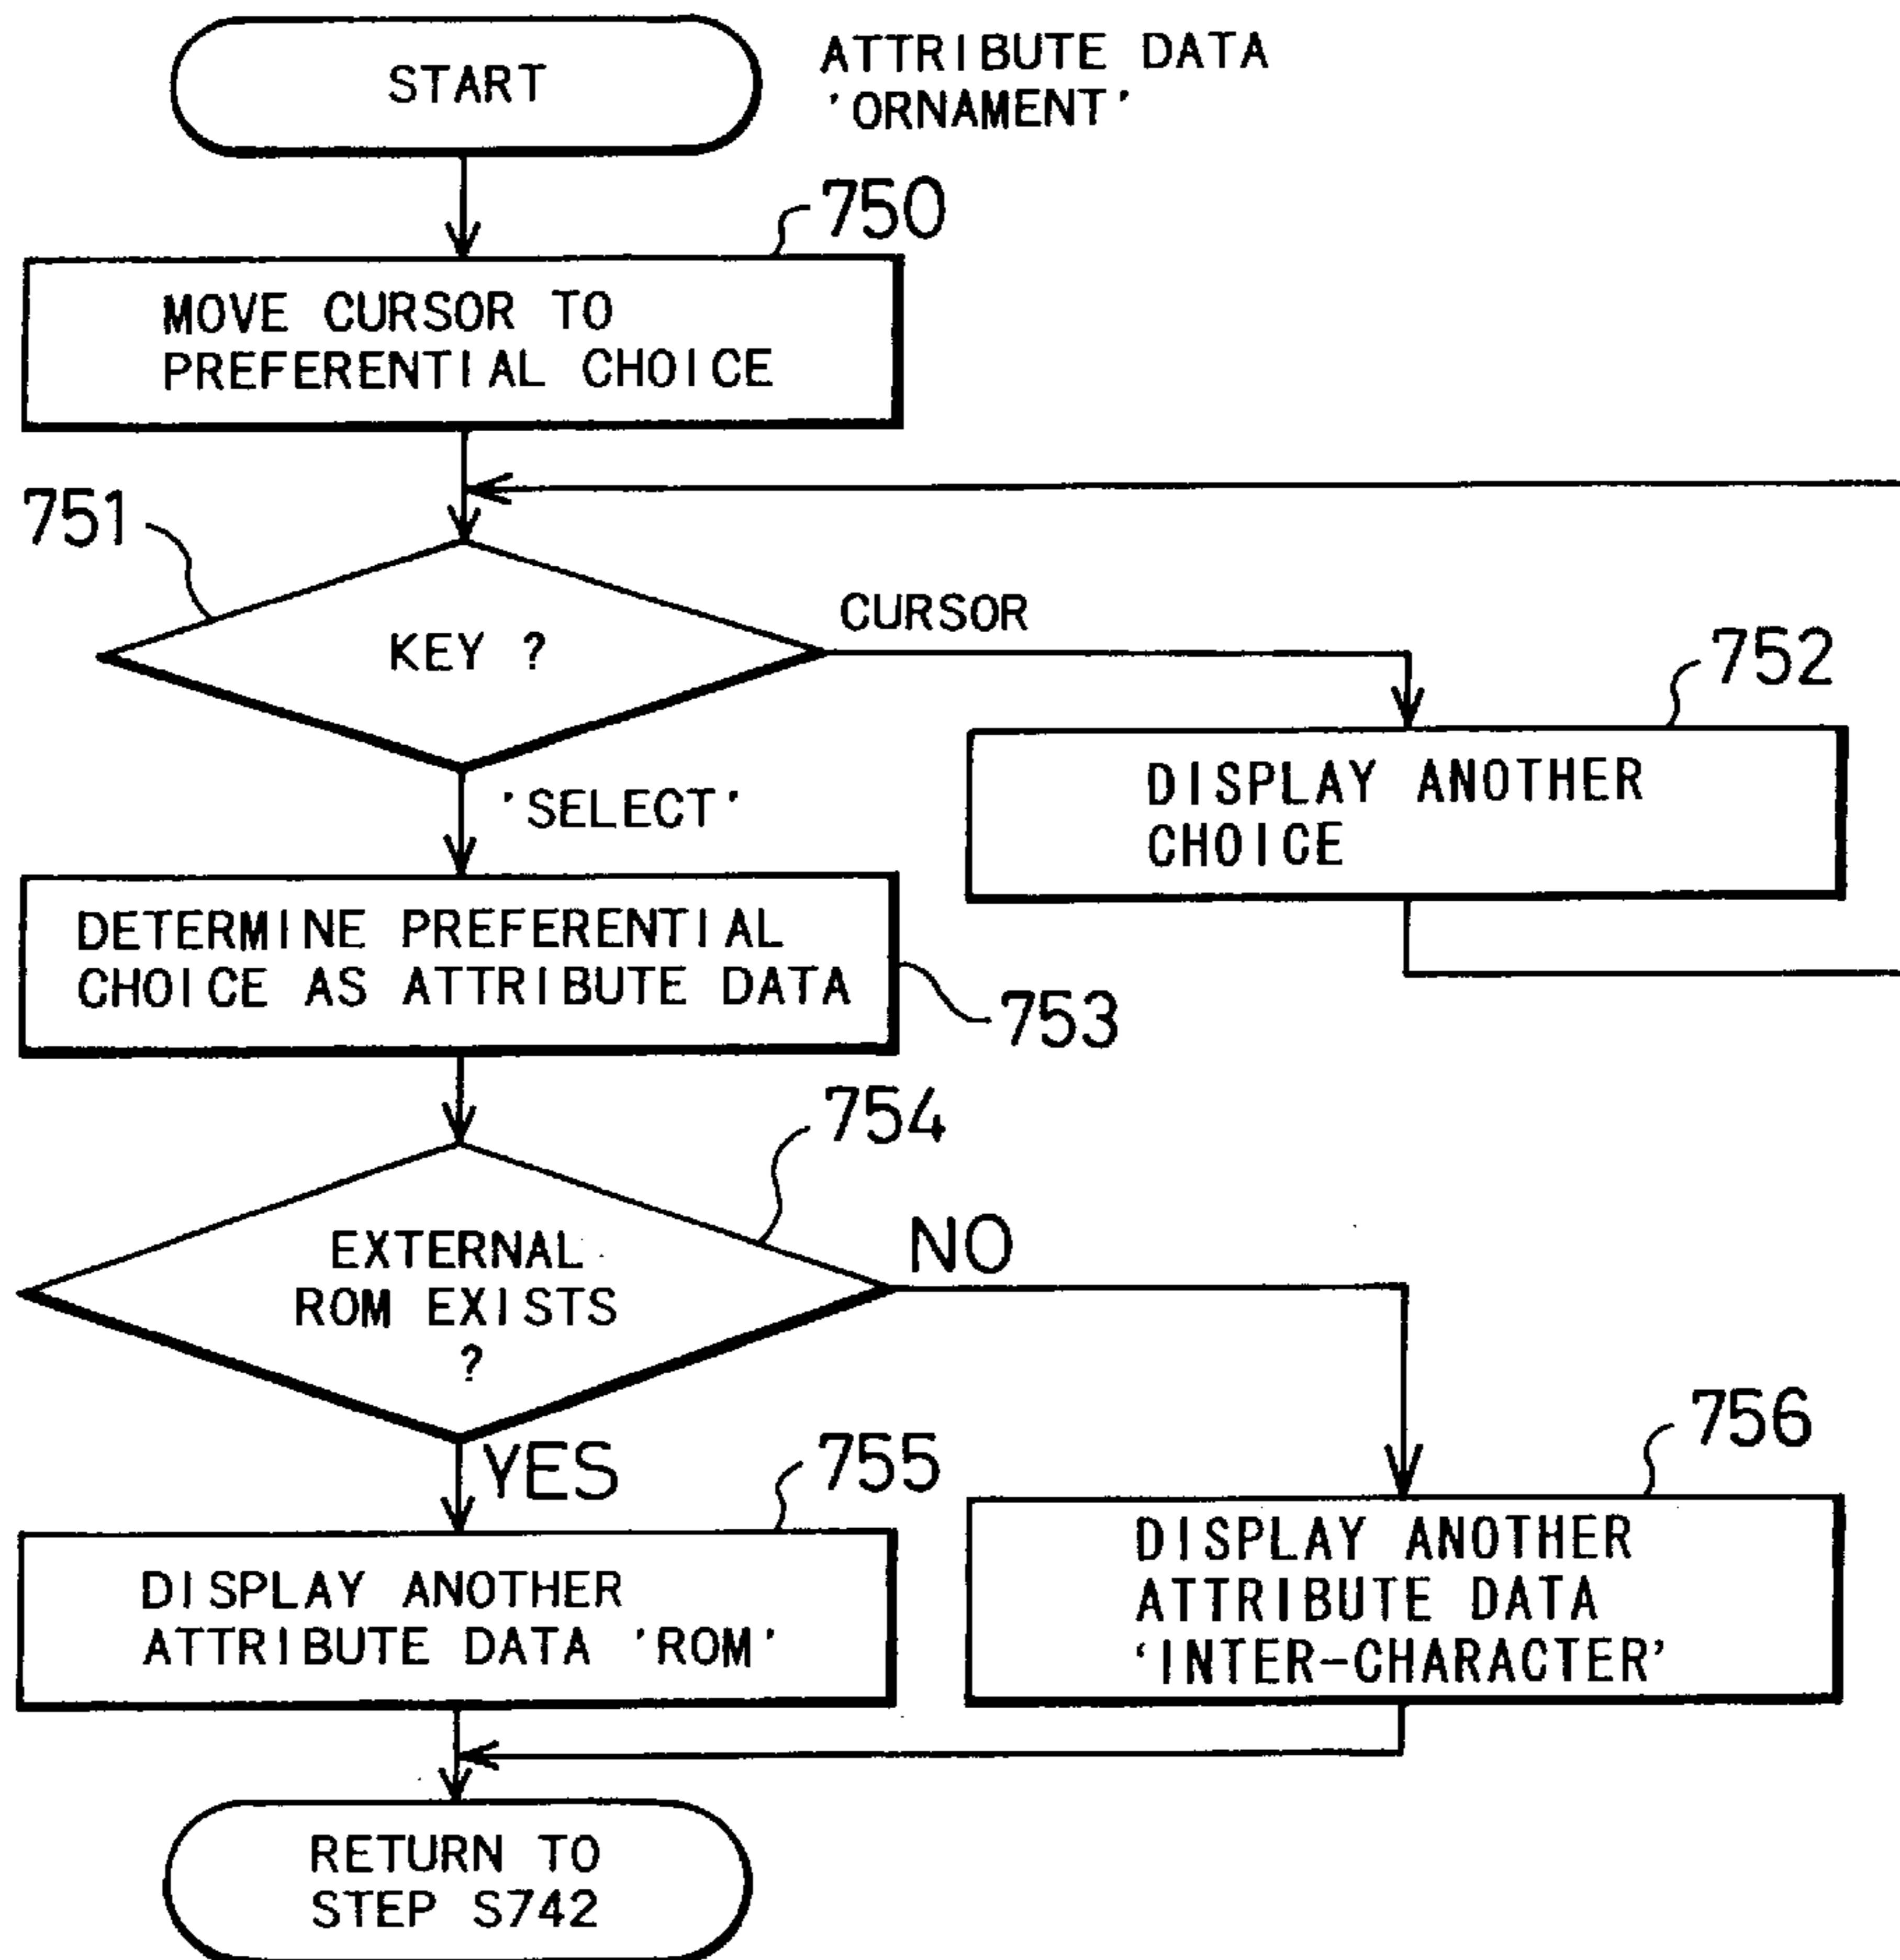 START
ATTRIBUTE DATA
'ORNAMENT'
750
MOVE CURSOR TO
PREFERENTIAL CHOICE
751
KEY ?
CURSOR
752
DISPLAY ANOTHER
CHOICE
'SELECT'
DETERMINE PREFERENTIAL
CHOICE AS ATTRIBUTE DATA
753
754
EXTERNAL
ROM EXISTS
?
NO
YES
755
756
DISPLAY ANOTHER
ATTRIBUTE DATA 'ROM'
DISPLAY ANOTHER
ATTRIBUTE DATA
'INTER-CHARACTER'
RETURN TO
STEP S742